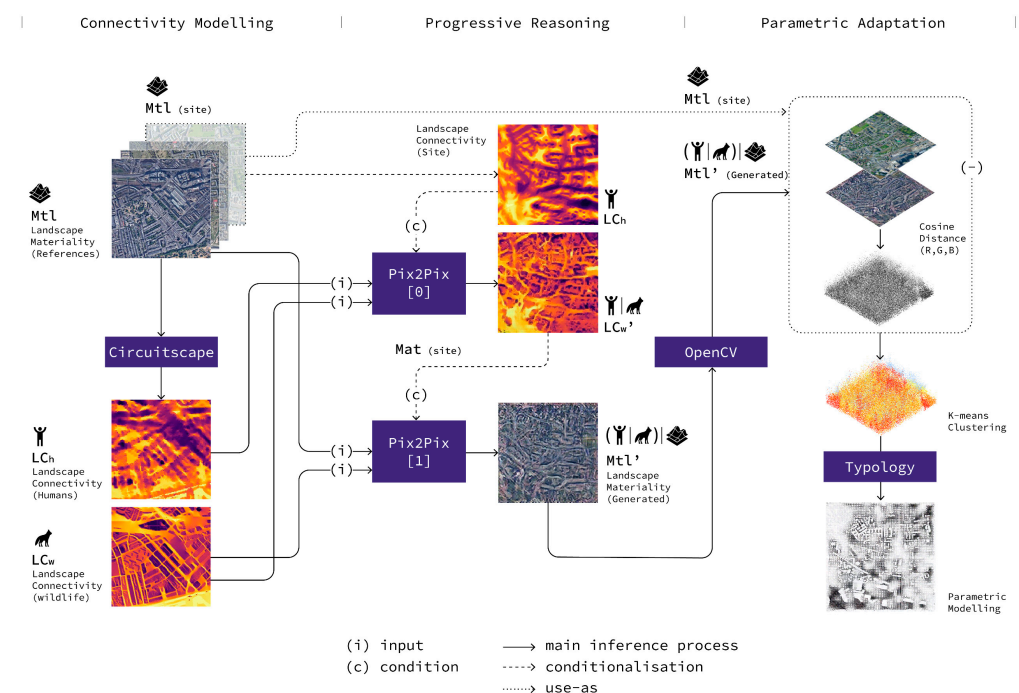 Connectivity Modelling
Progressive Reasoning
Parametric Adaptation
Mtl (site)
Mtl
Landscape
Materiality
(References)
Circuitscape
LCh
Landscape
Connectivity
(Humans)
LCw
Landscape
Connectivity
(wildlife)
Landscape
Connectivity
(Site)
(c)
(i)
(i)
Pix2Pix
[0]
LCh
| 
LCw’
Mat (site)
(c)
(i)
(i)
Pix2Pix
[1]
( | )|
Mtl’
Landscape
Materiality
(Generated)
Mtl (site)
( | )|
Mtl’ (Generated)
(-)
Cosine
Distance
(R,G,B)
OpenCV
K-means
Clustering
Typology
Parametric
Modelling
(i) input
(c) condition
main inference process
conditionalisation
use-as